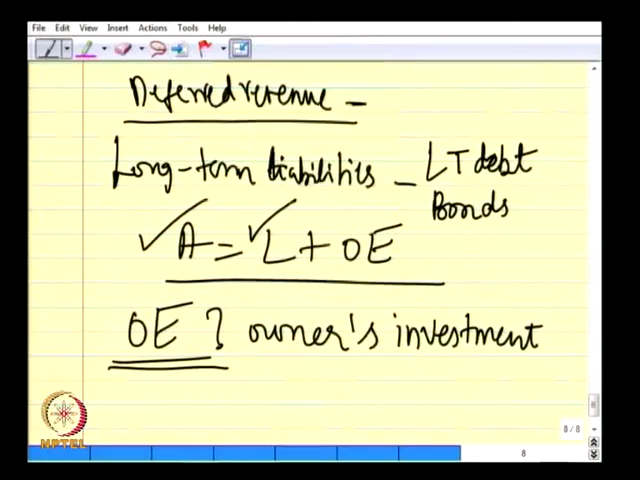 File Edit View Insert Actions Tools Help
Deferred revenue -
Long-term liabilities - LT debt
Bonds
A = L + OE
OE ? owner's investment
NPTEL
8/8
8